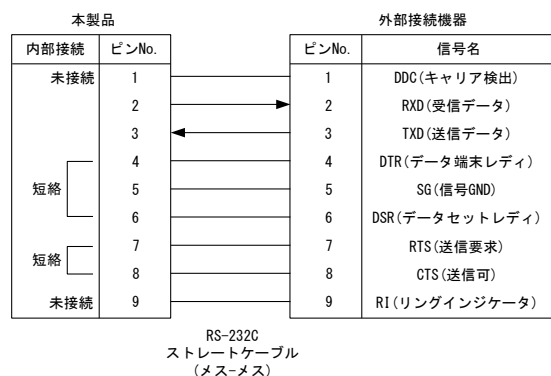 本製品 外部接続機器
内部接続 ピンNo. ピンNo. 信号名
未接続 1 1 DDC(キャリア検出)
2 2 RXD(受信データ)
3 3 TXD(送信データ)
4 4 DTR(データ端末レディ)
短絡 5 5 SG(信号GND)
6 6 DSR(データセットレディ)
7 7 RTS(送信要求)
短絡
8 8 CTS(送信可)
未接続 9 9 RI(リングインジケータ)
RS-232C
ストレートケーブル
(メス-メス)